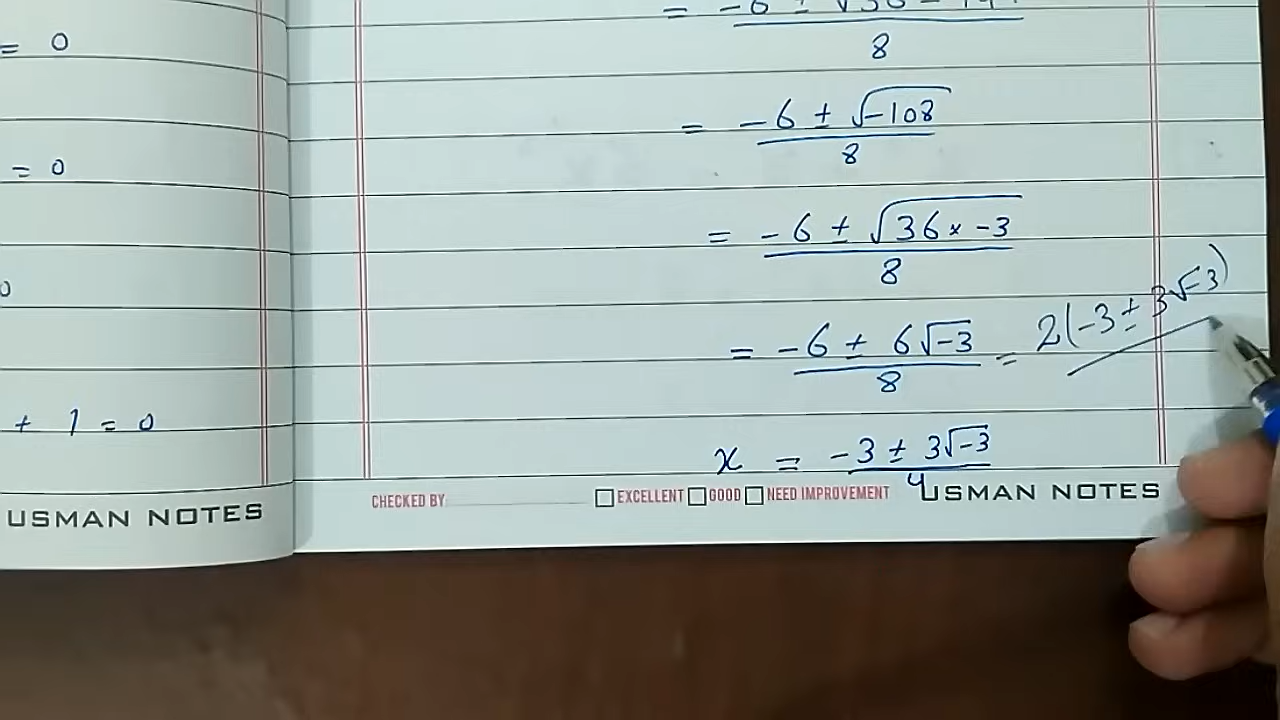 = 0
= 0
0
+ 1 = 0
USMAN NOTES
8
= -6 ± √-108
8
= -6 ± √36 × -3
8
= -6 ± 6√-3 = 2(-3 ± 3√-3)
8
x = -3 ± 3√-3
4
CHECKED BY EXCELLENT GOOD NEED IMPROVEMENT USMAN NOTES